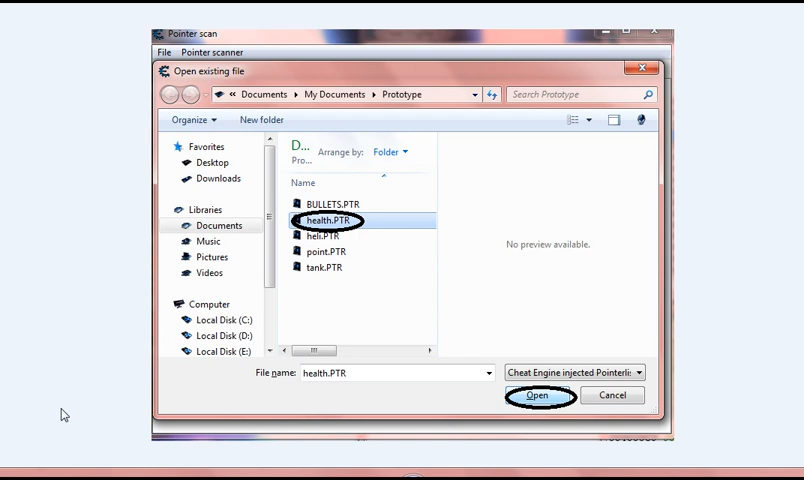 Pointer scan
File Pointer scanner
Open existing file
« Documents ▸ My Documents ▸ Prototype
Search Prototype
Organize ▾ New folder
Favorites
Desktop
Downloads
Libraries
Documents
Music
Pictures
Videos
Computer
Local Disk (C:)
Local Disk (D:)
Local Disk (E:)
D...
Pro...
Arrange by: Folder ▾
Name
BULLETS.PTR
health.PTR
heli.PTR
point.PTR
tank.PTR
No preview available.
File name: health.PTR
Cheat Engine injected Pointerlis
Open Cancel